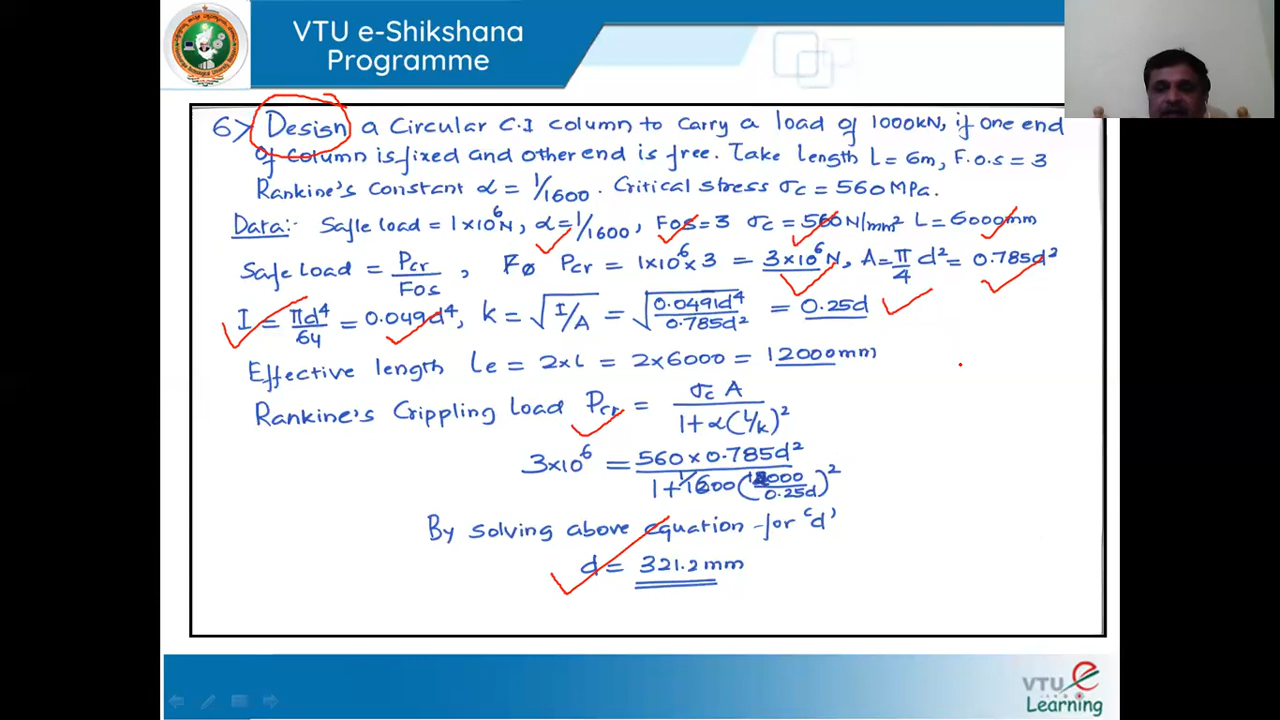 VTU e-Shikshana
Programme
6> Design a Circular C.I column to carry a load of 1000kN, if one end
of column is fixed and other end is free. Take length L = 6m, F.o.s = 3
Rankine's constant α = 1/1600. Critical stress σc = 560 MPa.
Data:- Safle load = 1×10⁶N, α = 1/1600, FOS = 3 σc = 560 N/mm² L = 6000mm
Safe load = Pcr/FOS, Fø Pcr = 1×10⁶×3 = 3×10⁶N, A = π/4 d² = 0.785d²
I = πd⁴/64 = 0.049d⁴, k = √I/A = √0.0491d⁴/0.785d² = 0.25d
Effective length le = 2×L = 2×6000 = 12000mm
Rankine's Crippling load Pcr = σc A / 1+α(L/k)²
3×10⁶ = 560×0.785d² / 1+1/1600 (12000/0.25d)²
By solving above equation for 'd'
d = 321.2mm
VTU e
Learning